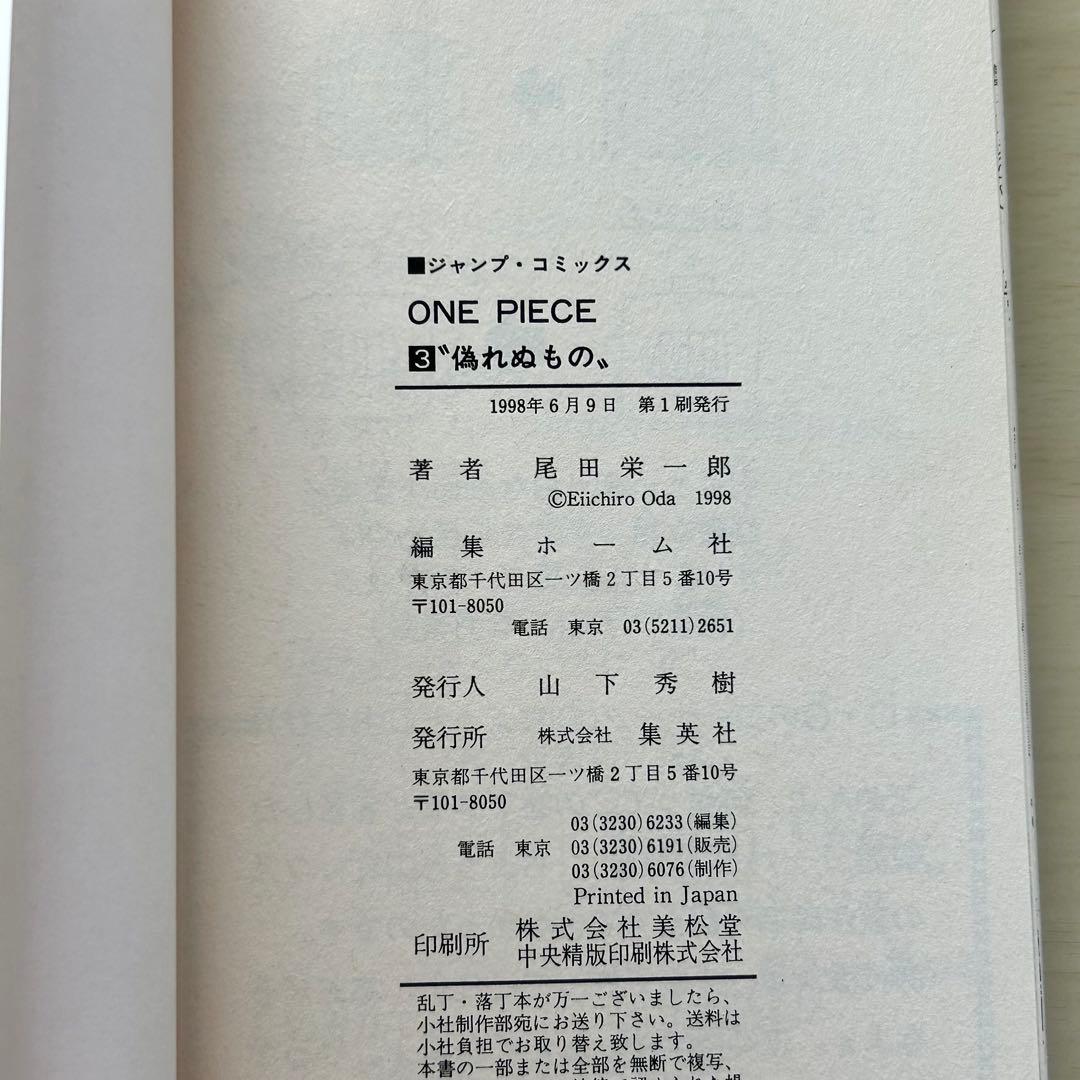 ■ジャンプ・コミックス
ONE PIECE
3〝偽れぬもの〟
1998年6月9日 第1刷発行
著者 尾田栄一郎
©Eiichiro Oda 1998
編集 ホーム社
東京都千代田区一ツ橋2丁目5番10号
〒101-8050
電話 東京 03(5211)2651
発行人 山下秀樹
発行所 株式会社 集英社
東京都千代田区一ツ橋2丁目5番10号
〒101-8050
03(3230)6233(編集)
電話 東京 03(3230)6191(販売)
03(3230)6076(制作)
Printed in Japan
印刷所 株式会社美松堂
中央精版印刷株式会社
乱丁・落丁本が万一ございましたら、
小社制作部宛にお送り下さい。送料は
小社負担でお取り替え致します。
本書の一部または全部を無断で複写、